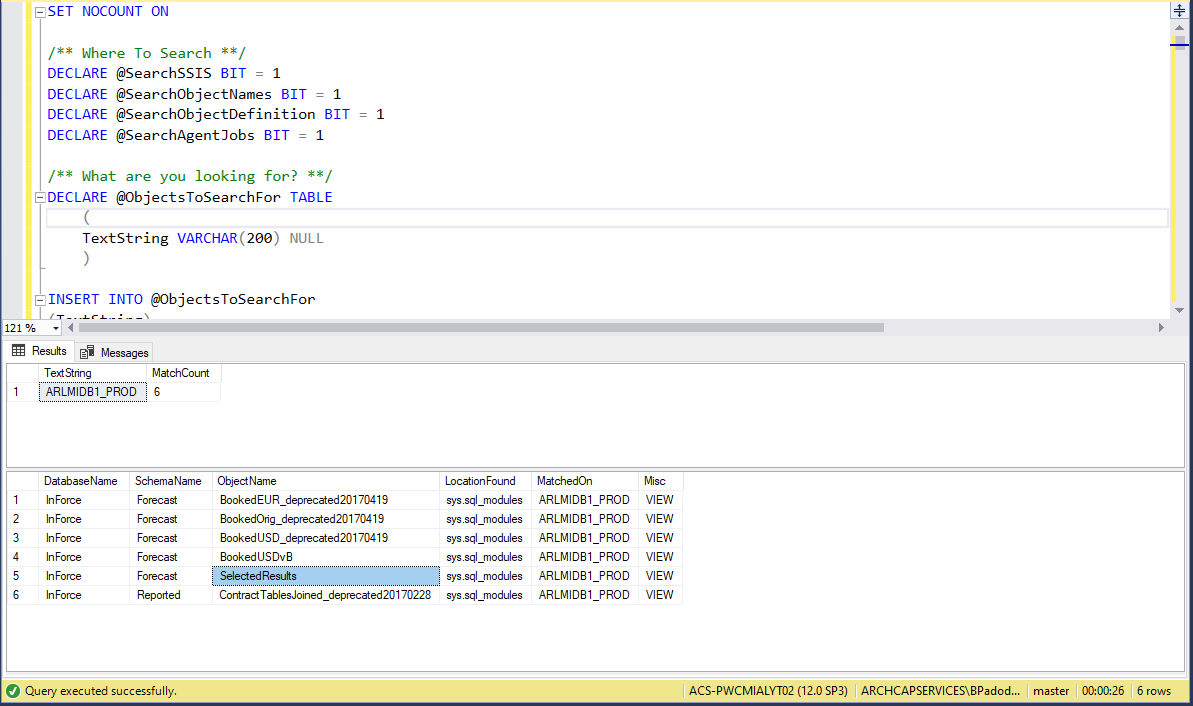 SET NOCOUNT ON
/** Where To Search **/
DECLARE @SearchSSIS BIT = 1
DECLARE @SearchObjectNames BIT = 1
DECLARE @SearchObjectDefinition BIT = 1
DECLARE @SearchAgentJobs BIT = 1
/** What are you looking for? **/
DECLARE @ObjectsToSearchFor TABLE
(
TextString VARCHAR(200) NULL
)
INSERT INTO @ObjectsToSearchFor
(TextString)
121 %
Results Messages
TextString MatchCount
1 ARLMIDB1_PROD 6
DatabaseName SchemaName ObjectName LocationFound MatchedOn Misc
1 InForce Forecast BookedEUR_deprecated20170419 sys.sql_modules ARLMIDB1_PROD VIEW
2 InForce Forecast BookedOrig_deprecated20170419 sys.sql_modules ARLMIDB1_PROD VIEW
3 InForce Forecast BookedUSD_deprecated20170419 sys.sql_modules ARLMIDB1_PROD VIEW
4 InForce Forecast BookedUSDvB sys.sql_modules ARLMIDB1_PROD VIEW
5 InForce Forecast SelectedResults sys.sql_modules ARLMIDB1_PROD VIEW
6 InForce Reported ContractTablesJoined_deprecated20170228 sys.sql_modules ARLMIDB1_PROD VIEW
Query executed successfully. ACS-PWCMIALYT02 (12.0 SP3) ARCHCAPSERVICES\BPadod... master 00:00:26 6 rows